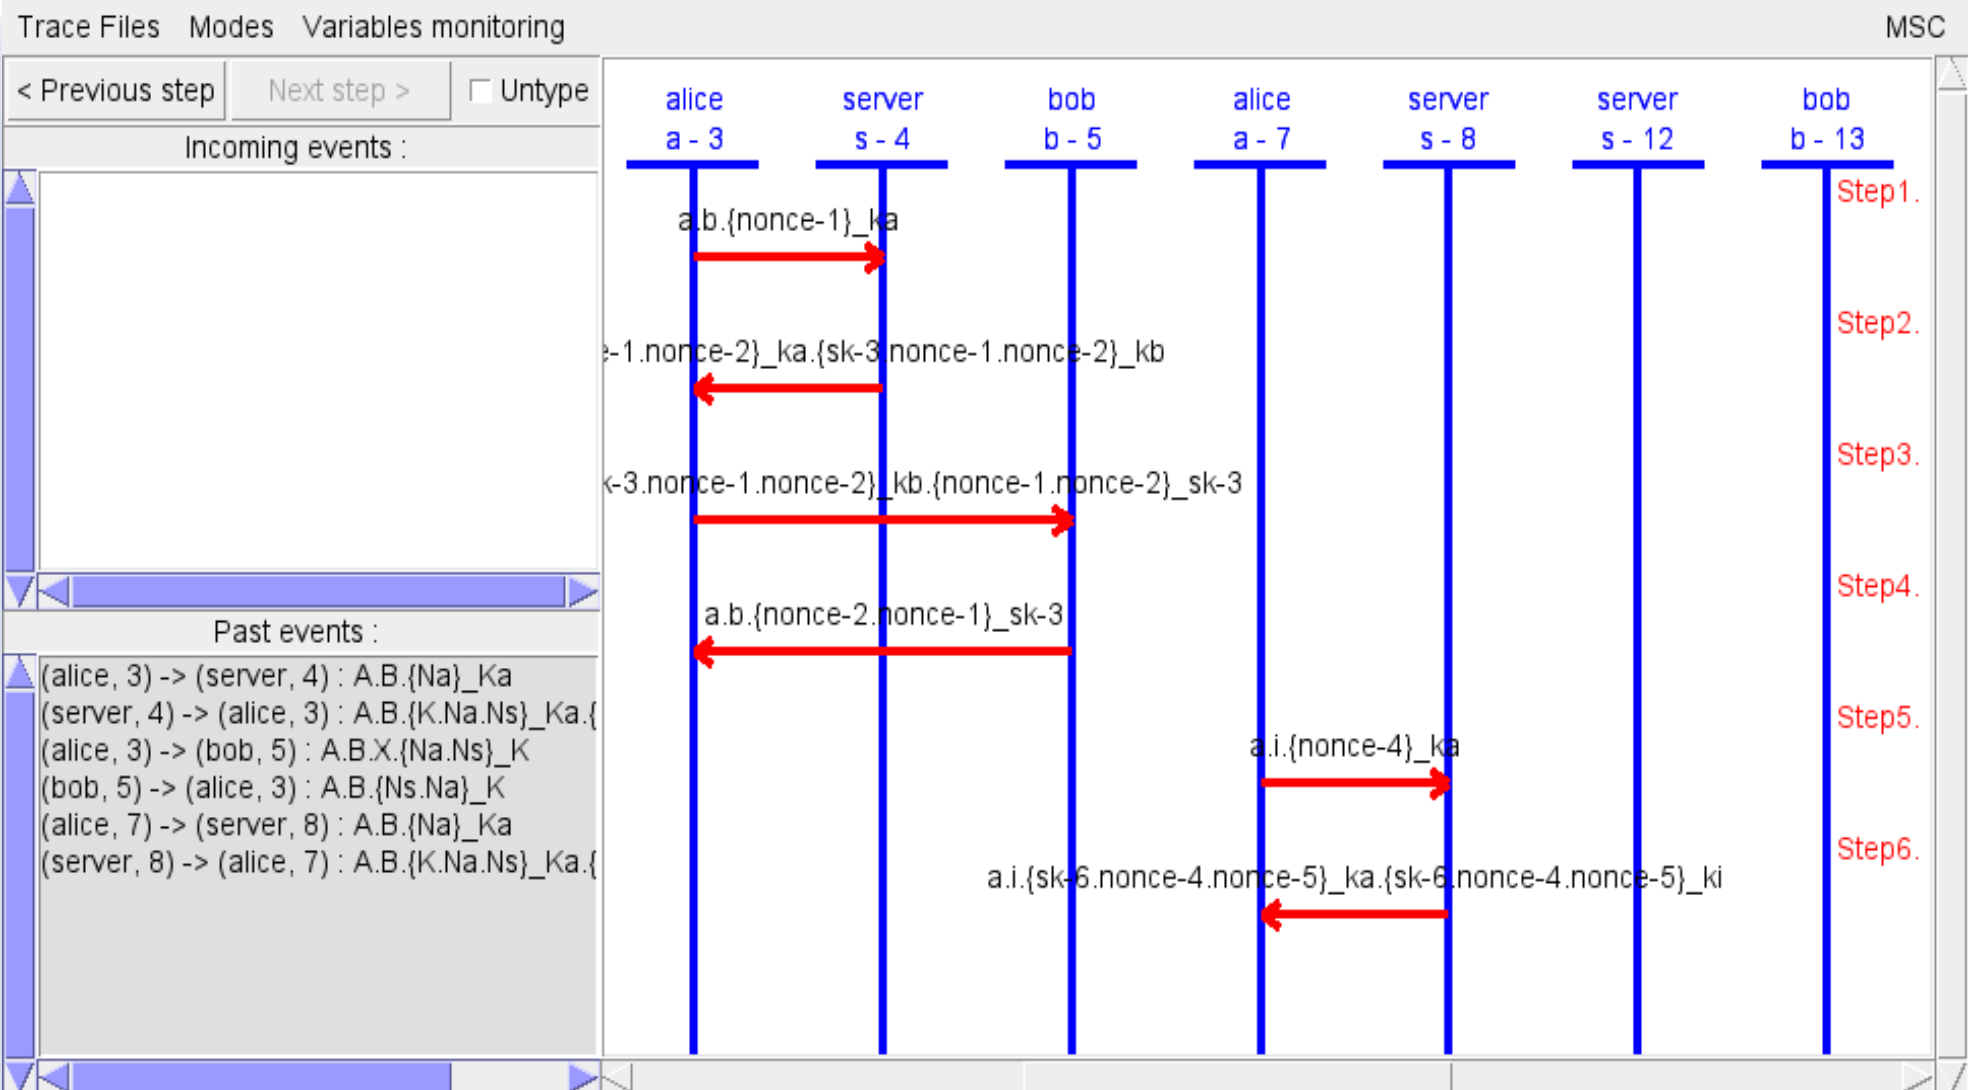 Trace Files Modes Variables monitoring MSC
< Previous step Next step > Untype
Incoming events :
Past events :
(alice, 3) -> (server, 4) : A.B.{Na}_Ka
(server, 4) -> (alice, 3) : A.B.{K.Na.Ns}_Ka.{
(alice, 3) -> (bob, 5) : A.B.X.{Na.Ns}_K
(bob, 5) -> (alice, 3) : A.B.{Ns.Na}_K
(alice, 7) -> (server, 8) : A.B.{Na}_Ka
(server, 8) -> (alice, 7) : A.B.{K.Na.Ns}_Ka.{
alice server bob alice server server bob
a - 3 s - 4 b - 5 a - 7 s - 8 s - 12 b - 13
Step1.
a.b.{nonce-1}_ka
Step2.
e-1.nonce-2}_ka.{sk-3.nonce-1.nonce-2}_kb
Step3.
k-3.nonce-1.nonce-2}_kb.{nonce-1.nonce-2}_sk-3
Step4.
a.b.{nonce-2.nonce-1}_sk-3
Step5.
a.i.{nonce-4}_ka
Step6.
a.i.{sk-6.nonce-4.nonce-5}_ka.{sk-6.nonce-4.nonce-5}_ki